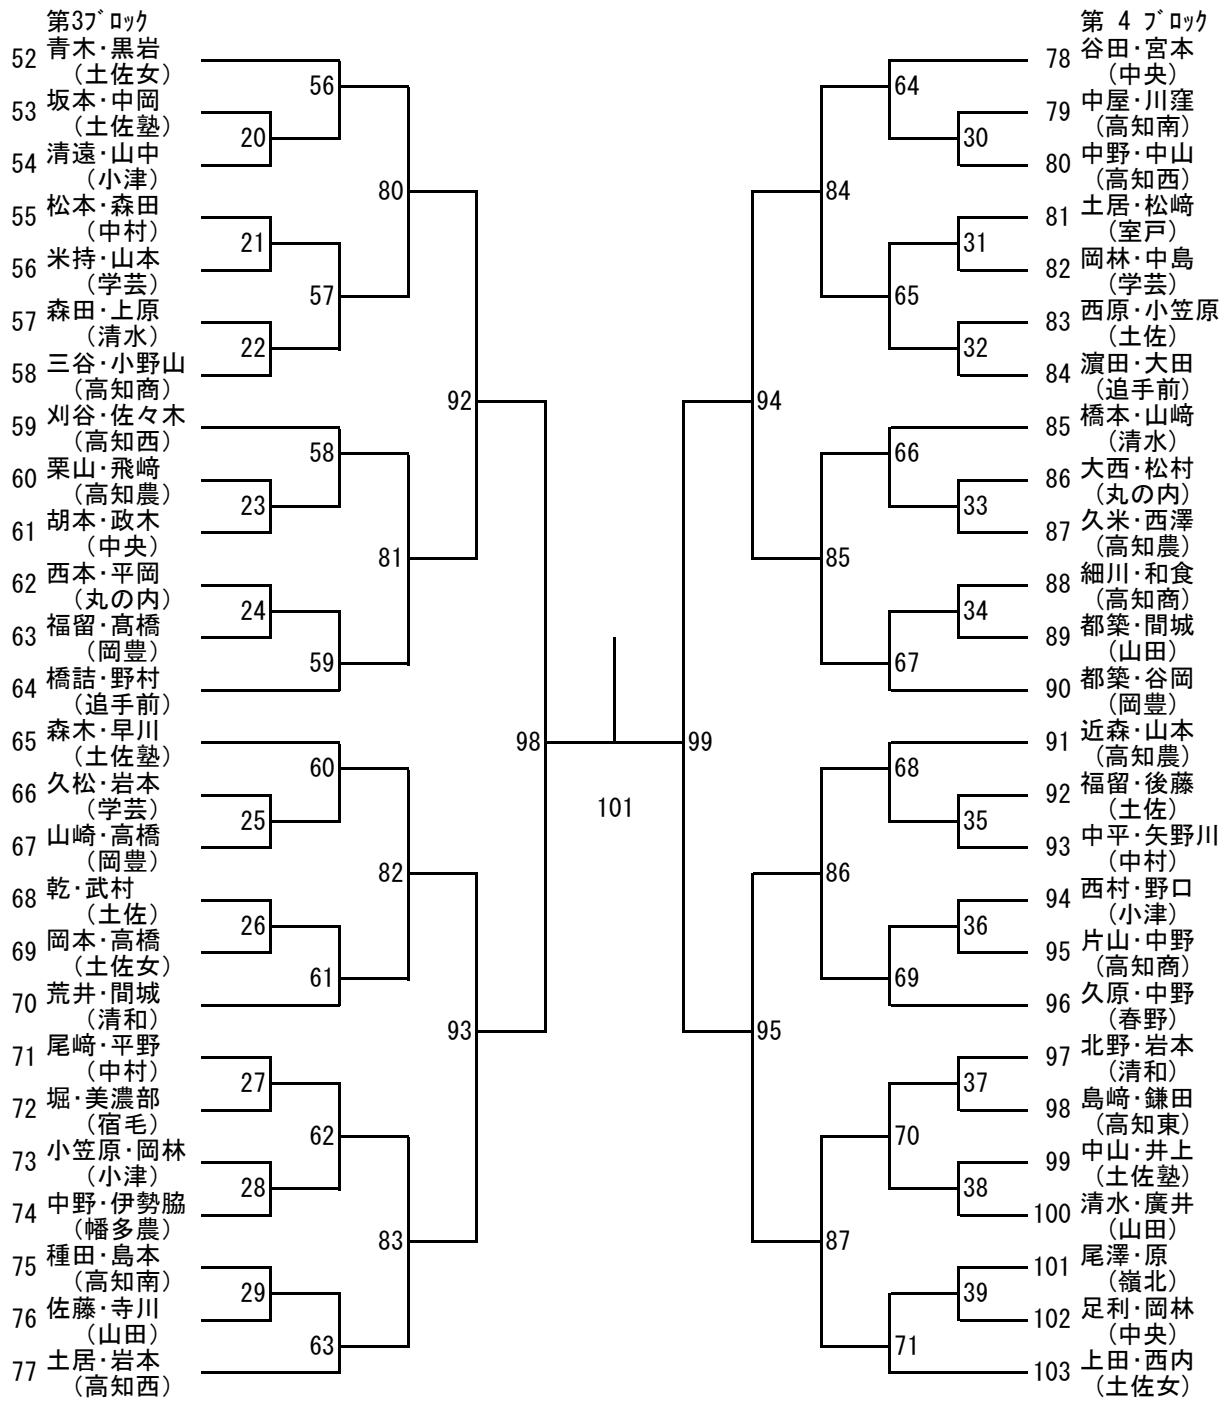 第3ブロック
52 青木・黒岩
(土佐女)
53 坂本・中岡
(土佐塾)
54 清遠・山中
(小津)
55 松本・森田
(中村)
56 米持・山本
(学芸)
57 森田・上原
(清水)
58 三谷・小野山
(高知商)
59 刈谷・佐々木
(高知西)
60 栗山・飛﨑
(高知農)
61 胡本・政木
(中央)
62 西本・平岡
(丸の内)
63 福留・髙橋
(岡豊)
64 橋詰・野村
(追手前)
65 森木・早川
(土佐塾)
66 久松・岩本
(学芸)
67 山崎・高橋
(岡豊)
68 乾・武村
(土佐)
69 岡本・高橋
(土佐女)
70 荒井・間城
(清和)
71 尾﨑・平野
(中村)
72 堀・美濃部
(宿毛)
73 小笠原・岡林
(小津)
74 中野・伊勢脇
(幡多農)
75 種田・島本
(高知南)
76 佐藤・寺川
(山田)
77 土居・岩本
(高知西)
56
20
80
21
57
22
92
58
23
81
24
59
98
60
25
82
26
61
93
27
62
28
83
29
63
101
第 4 ブロック
78 谷田・宮本
(中央)
79 中屋・川窪
(高知南)
80 中野・中山
(高知西)
81 土居・松﨑
(室戸)
82 岡林・中島
(学芸)
83 西原・小笠原
(土佐)
84 濵田・大田
(追手前)
85 橋本・山﨑
(清水)
86 大西・松村
(丸の内)
87 久米・西澤
(高知農)
88 細川・和食
(高知商)
89 都築・間城
(山田)
90 都築・谷岡
(岡豊)
91 近森・山本
(高知農)
92 福留・後藤
(土佐)
93 中平・矢野川
(中村)
94 西村・野口
(小津)
95 片山・中野
(高知商)
96 久原・中野
(春野)
97 北野・岩本
(清和)
98 島﨑・鎌田
(高知東)
99 中山・井上
(土佐塾)
100 清水・廣井
(山田)
101 尾澤・原
(嶺北)
102 足利・岡林
(中央)
103 上田・西内
(土佐女)
64
30
84
31
65
32
94
66
33
85
34
67
99
68
35
86
36
69
95
37
70
38
87
39
71